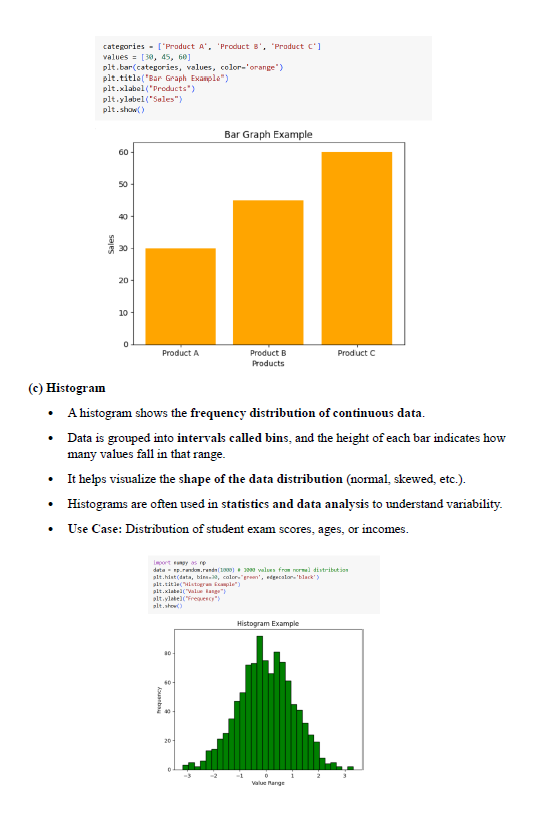 categories = ['Product A', 'Product B', 'Product C']
values = [30, 45, 60]
plt.bar(categories, values, color='orange')
plt.title("Bar Graph Example")
plt.xlabel("Products")
plt.ylabel("Sales")
plt.show()
Bar Graph Example
60
50
40
30
20
10
0
Sales
Product A Product B Product C
Products
(c) Histogram
• A histogram shows the frequency distribution of continuous data.
• Data is grouped into intervals called bins, and the height of each bar indicates how
many values fall in that range.
• It helps visualize the shape of the data distribution (normal, skewed, etc.).
• Histograms are often used in statistics and data analysis to understand variability.
• Use Case: Distribution of student exam scores, ages, or incomes.
import numpy as np
data = np.random.randn(1000) # 1000 values from normal distribution
plt.hist(data, bins=30, color='green', edgecolor='black')
plt.title("Histogram Example")
plt.xlabel("Value Range")
plt.ylabel("Frequency")
plt.show()
Histogram Example
80
60
40
20
0
Frequency
−3 −2 −1 0 1 2 3
Value Range